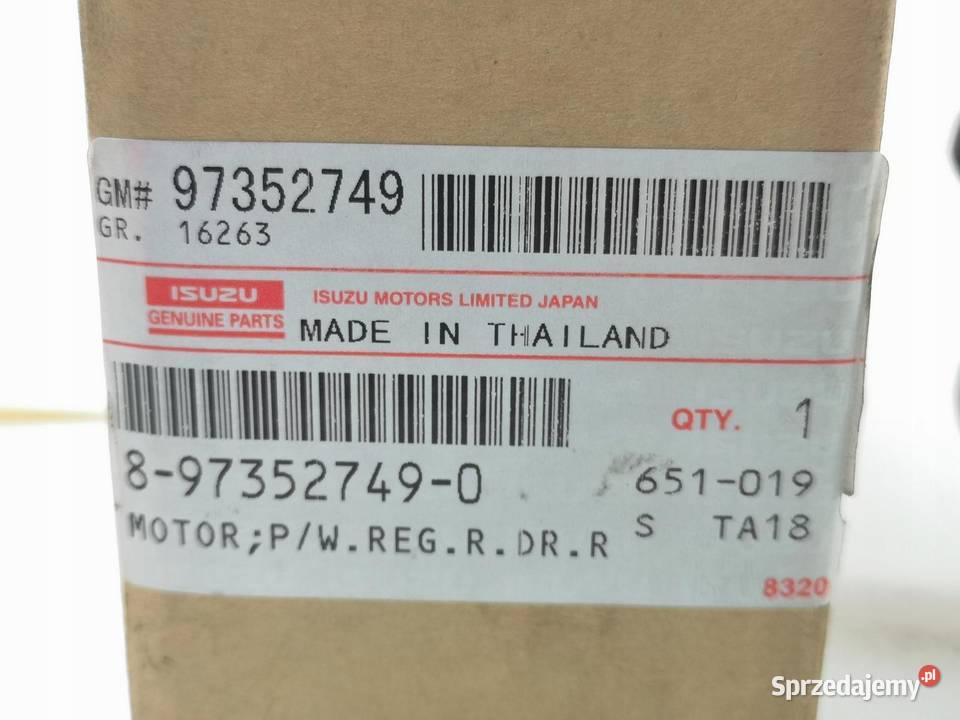 GM# 97352749
GR. 16263
ISUZU
GENUINE PARTS
ISUZU MOTORS LIMITED JAPAN
MADE IN THAILAND
QTY. 1
8-97352749-0
651-019
MOTOR;P/W.REG.R.DR.R
S TA18
8320
Sprzedajemy.pl